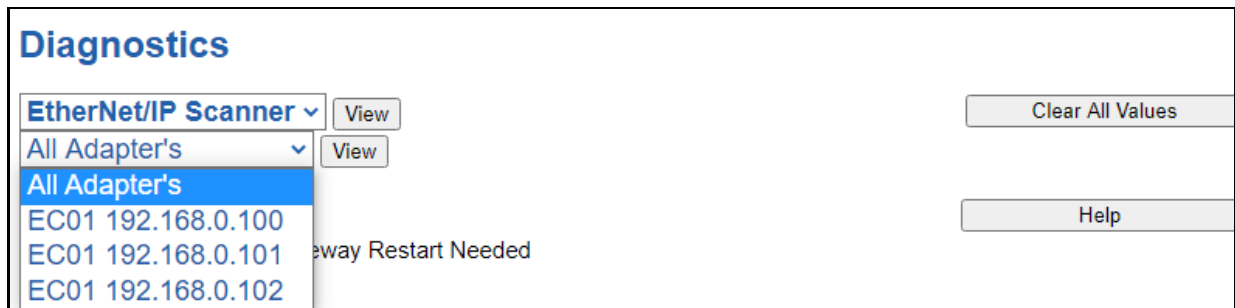 Diagnostics
EtherNet/IP Scanner View Clear All Values
All Adapter's View
All Adapter's
EC01 192.168.0.100 Help
EC01 192.168.0.101 Restart Needed
EC01 192.168.0.102